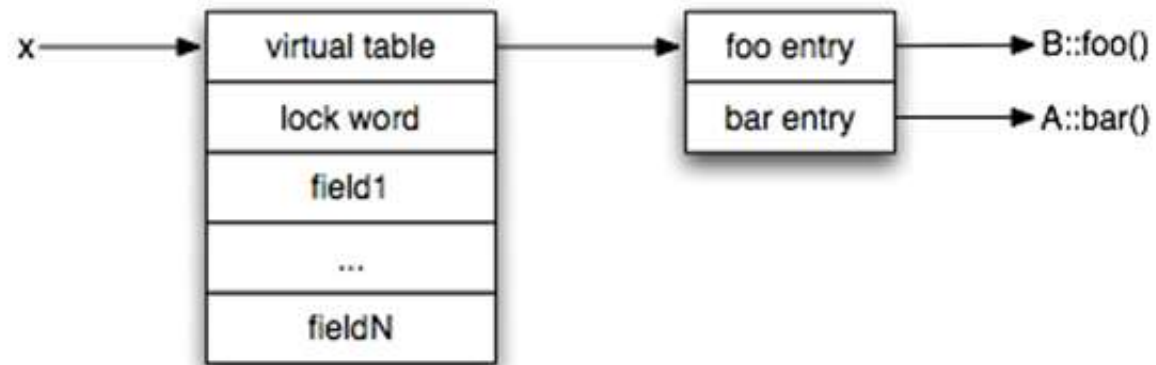 x
virtual table
foo entry
B::foo()
lock word
bar entry
A::bar()
field1
...
fieldN